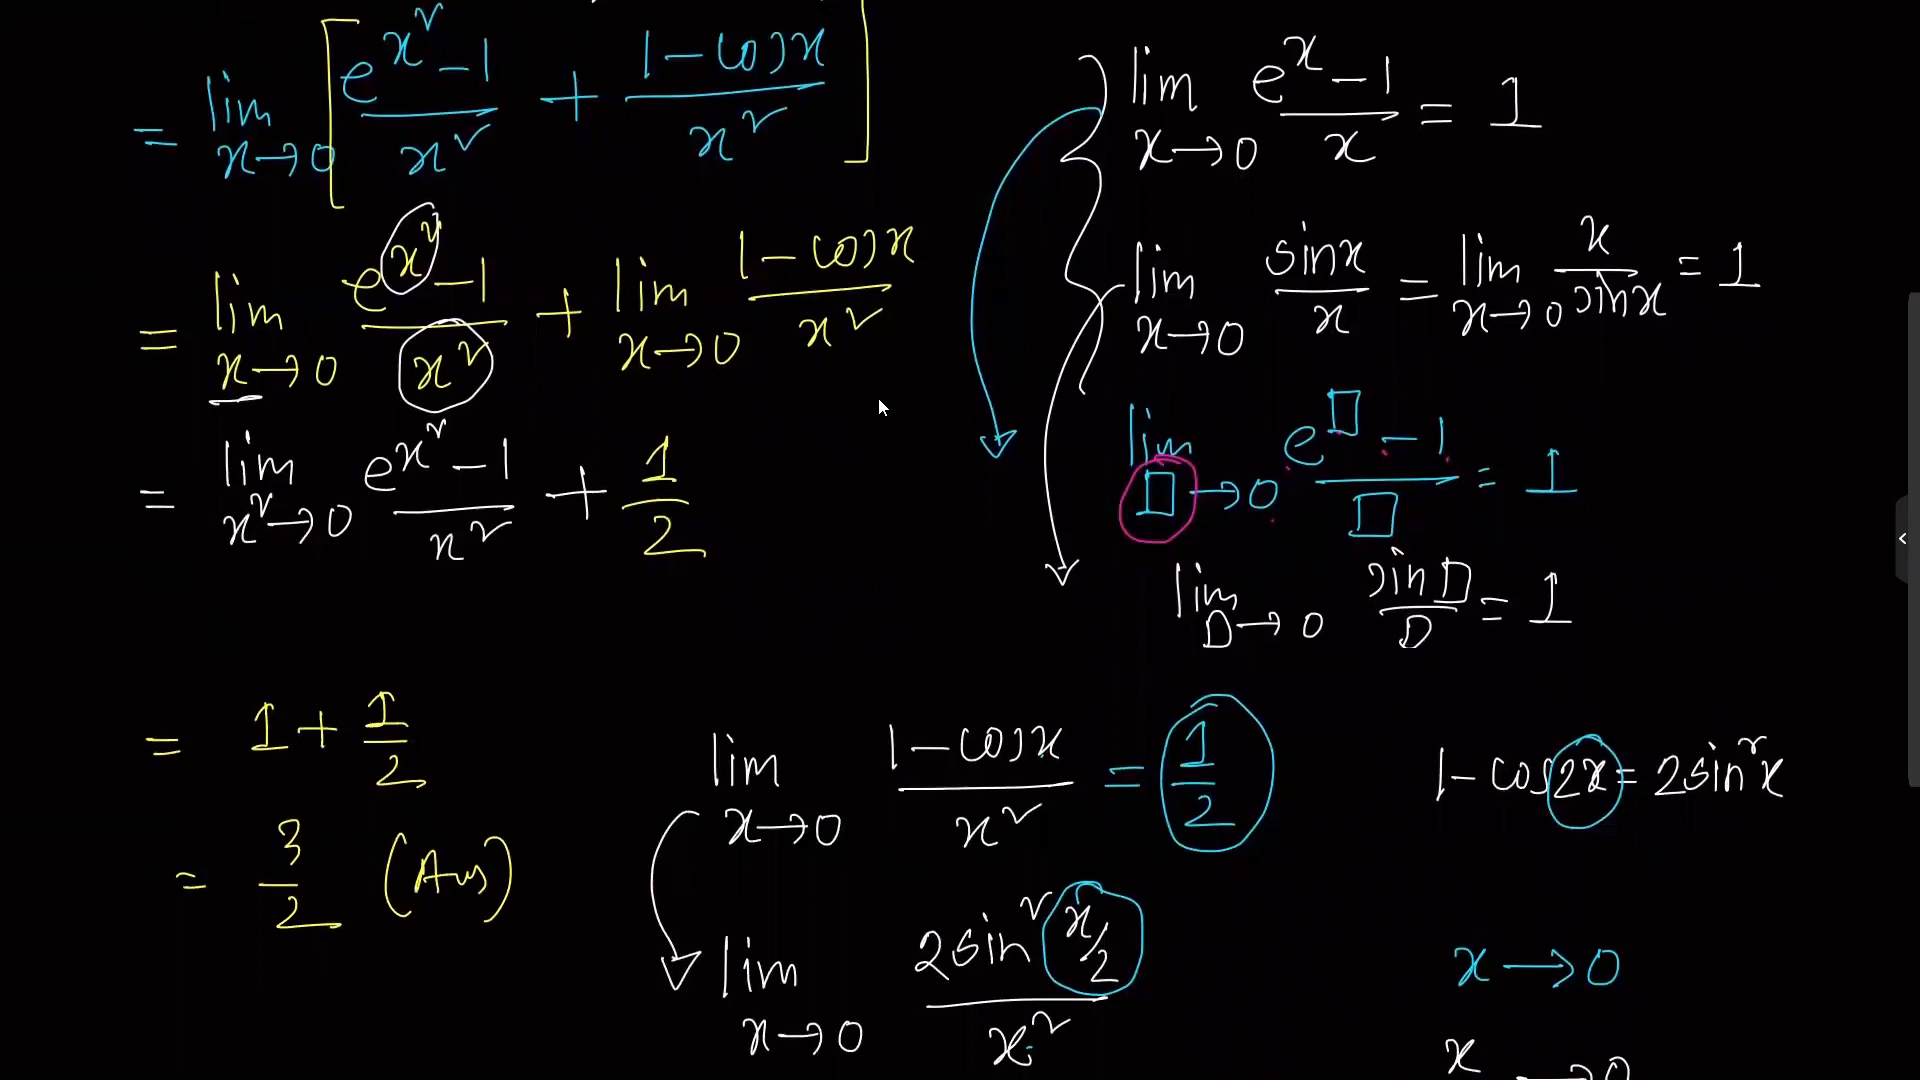 = lim x→0 [ (e^x² - 1)/x² + (1 - cos x)/x² ]
= lim x→0 (e^x² - 1)/x² + lim x→0 (1 - cos x)/x²
= lim x²→0 (e^x² - 1)/x² + 1/2
= 1 + 1/2
= 3/2 (Ans)
lim x→0 (e^x - 1)/x = 1
lim x→0 sin x/x = lim x→0 x/sin x = 1
lim □→0 (e^□ - 1)/□ = 1
lim □→0 sin □/□ = 1
lim x→0 (1 - cos x)/x² = 1/2
lim x→0 2 sin² x/2 / x²
1 - cos 2x = 2 sin² x
x → 0
x → 0